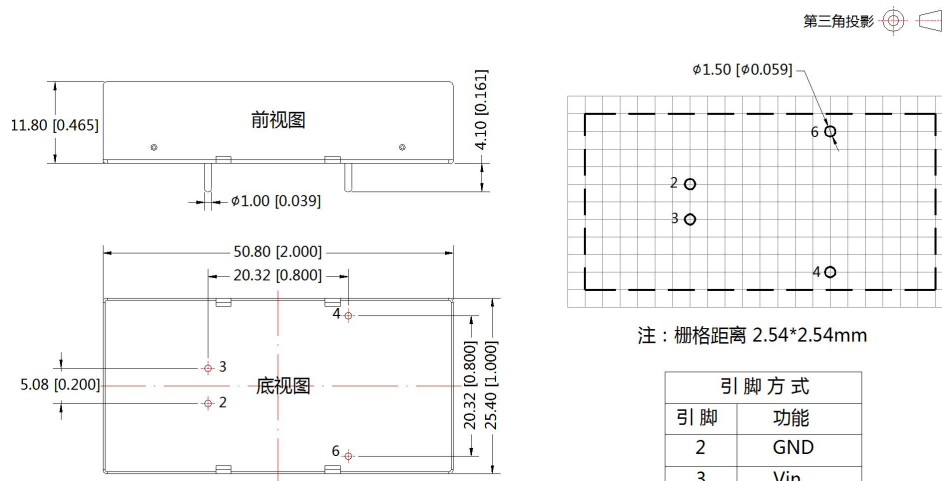 第三角投影
φ1.50 [φ0.059]
11.80 [0.465]
前视图
4.10 [0.161]
φ1.00 [0.039]
6
2
3
4
50.80 [2.000]
20.32 [0.800]
4
3
5.08 [0.200]
底视图
2
6
20.32 [0.800]
25.40 [1.000]
注：栅格距离 2.54*2.54mm
引脚方式
引脚 功能
2 GND
3 Vin